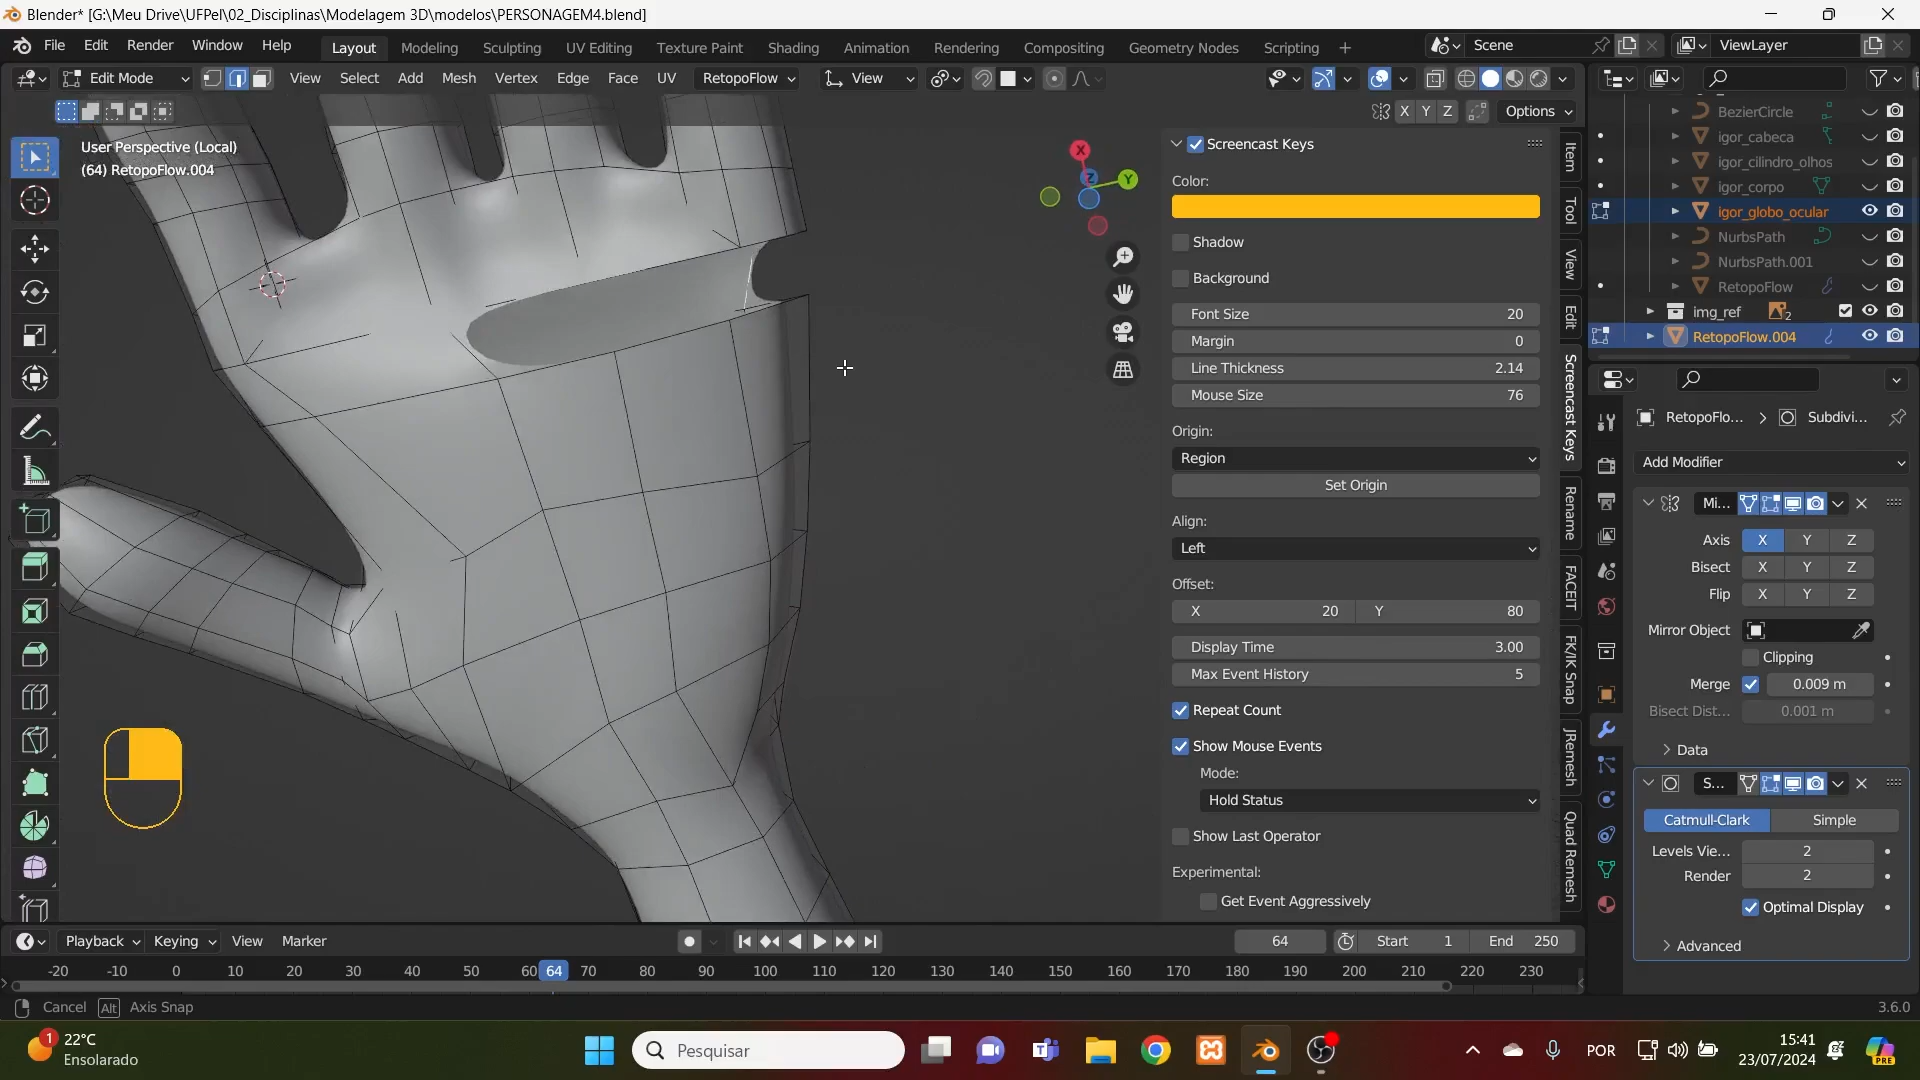 Blender* [G:\Meu Drive\UFPel\02_Disciplinas\Modelagem 3D\modelos\PERSONAGEM4.blend]
File Edit Render Window Help Layout Modeling Sculpting UV Editing Texture Paint Shading Animation Rendering Compositing Geometry Nodes Scripting + Scene ViewLayer
Edit Mode View Select Add Mesh Vertex Edge Face UV RetopoFlow View
X Y Z Options
User Perspective (Local)
(64) RetopoFlow.004
X Y Z
Screencast Keys
Color:
Shadow
Background
Font Size 20
Margin 0
Line Thickness 2.14
Mouse Size 76
Origin:
Region
Set Origin
Align:
Left
Offset:
X 20 Y 80
Display Time 3.00
Max Event History 5
Repeat Count
Show Mouse Events
Mode:
Hold Status
Show Last Operator
Experimental:
Get Event Aggressively
Item
Tool
View
Edit
Screencast Keys
Rename
FACEIT
FK/IK Snap
JRemesh
Quad Remesh
BezierCircle
igor_cabeca
igor_cilindro_olhos
igor_corpo
igor_globo_ocular
NurbsPath
NurbsPath.001
RetopoFlow
img_ref 2
RetopoFlow.004
RetopoFlo... > Subdivi...
Add Modifier
Mi...
Axis X Y Z
Bisect X Y Z
Flip X Y Z
Mirror Object
Clipping
Merge 0.009 m
Bisect Dist... 0.001 m
Data
S...
Catmull-Clark Simple
Levels Vie... 2
Render 2
Optimal Display
Advanced
Playback Keying View Marker 64 Start 1 End 250
-20 -10 0 10 20 30 40 50 60 64 70 80 90 100 110 120 130 140 150 160 170 180 190 200 210 220 230
Cancel Alt Axis Snap 3.6.0
1 22°C
Ensolarado
Pesquisar
POR
15:41
23/07/2024
PRE